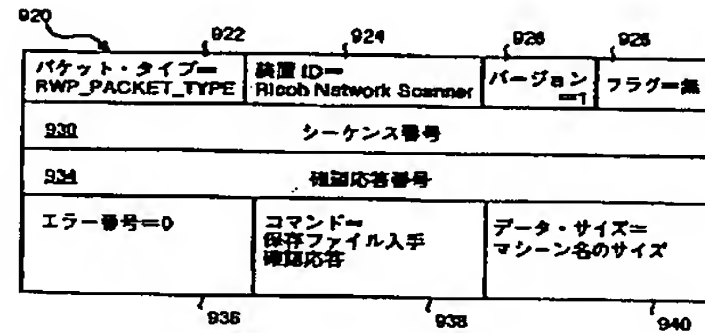 920
922
924
926
928
パケット・タイプ=
RWP_PACKET_TYPE
装置 ID=
Ricoh Network Scanner
バージョン
=1
フラグ=無
930
シーケンス番号
934
確認応答番号
エラー番号=0
コマンド=
保存ファイル入手
確認応答
データ・サイズ=
マシーン名のサイズ
936
938
940